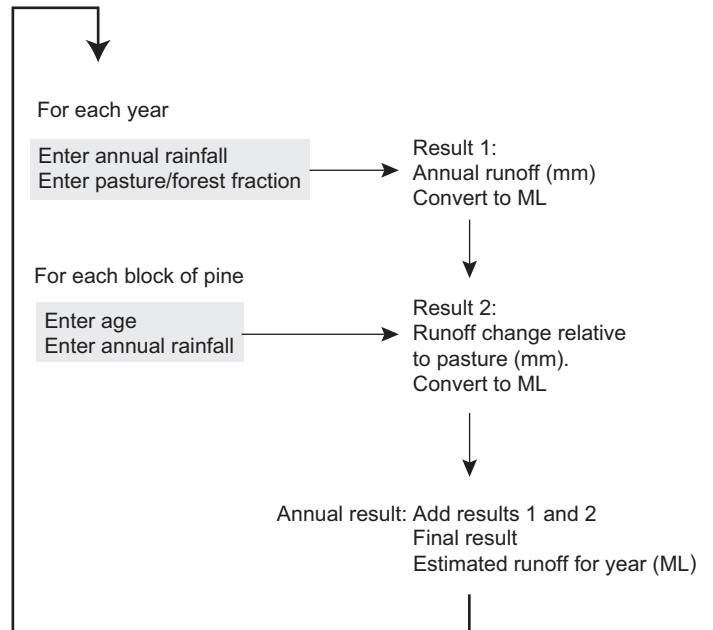 For each year
Enter annual rainfall
Enter pasture/forest fraction
Result 1:
Annual runoff (mm)
Convert to ML
For each block of pine
Enter age
Enter annual rainfall
Result 2:
Runoff change relative
to pasture (mm).
Convert to ML
Annual result: Add results 1 and 2
Final result
Estimated runoff for year (ML)